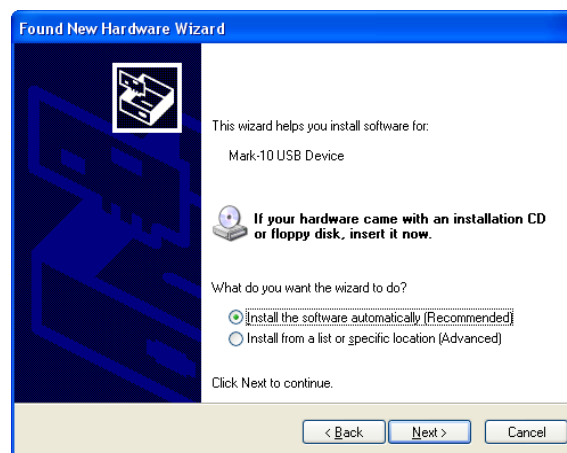 Found New Hardware Wizard
This wizard helps you install software for:
Mark-10 USB Device
If your hardware came with an installation CD
or floppy disk, insert it now.
What do you want the wizard to do?
Install the software automatically (Recommended)
Install from a list or specific location (Advanced)
Click Next to continue.
< Back
Next >
Cancel